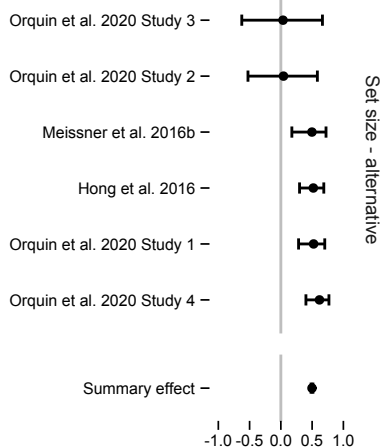 Orquin et al. 2020 Study 3
Orquin et al. 2020 Study 2
Meissner et al. 2016b
Hong et al. 2016
Orquin et al. 2020 Study 1
Orquin et al. 2020 Study 4
Summary effect
Set size - alternative
-1.0 -0.5 0.0 0.5 1.0